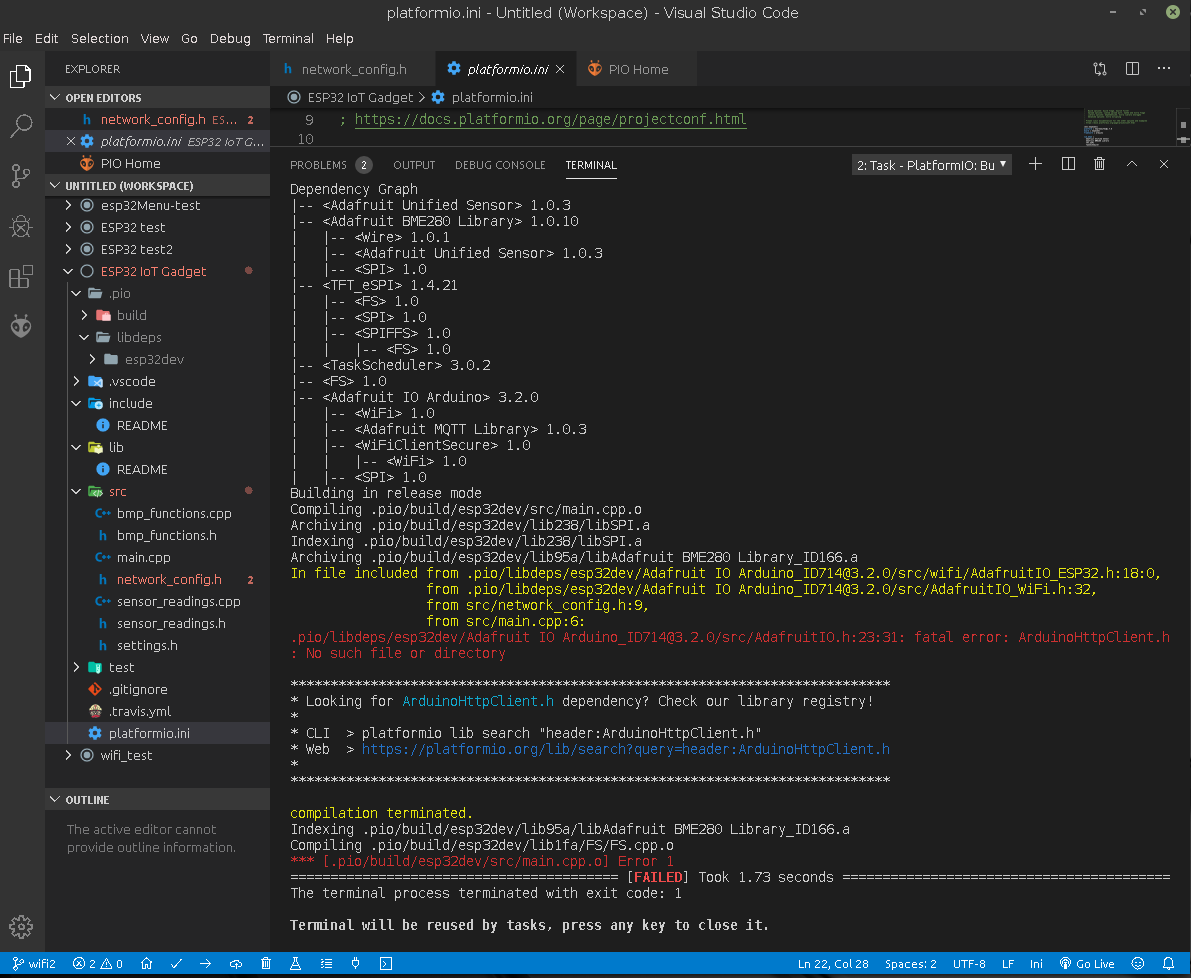 platformio.ini - Untitled (Workspace) - Visual Studio Code
File Edit Selection View Go Debug Terminal Help
EXPLORER
OPEN EDITORS
network_config.h ES... 2
platformio.ini ESP32 IoT G...
PIO Home
UNTITLED (WORKSPACE)
esp32Menu-test
ESP32 test
ESP32 test2
ESP32 IoT Gadget
.pio
build
libdeps
esp32dev
.vscode
include
README
lib
README
src
bmp_functions.cpp
bmp_functions.h
main.cpp
network_config.h 2
sensor_readings.cpp
sensor_readings.h
settings.h
test
.gitignore
.travis.yml
platformio.ini
wifi_test
OUTLINE
The active editor cannot
provide outline information.
network_config.h platformio.ini PIO Home
ESP32 IoT Gadget > platformio.ini
9 ; https://docs.platformio.org/page/projectconf.html
10
PROBLEMS 2 OUTPUT DEBUG CONSOLE TERMINAL 2: Task - PlatformIO: Bu
Dependency Graph
|-- <Adafruit Unified Sensor> 1.0.3
|-- <Adafruit BME280 Library> 1.0.10
|   |-- <Wire> 1.0.1
|   |-- <Adafruit Unified Sensor> 1.0.3
|   |-- <SPI> 1.0
|-- <TFT_eSPI> 1.4.21
|   |-- <FS> 1.0
|   |-- <SPI> 1.0
|   |-- <SPIFFS> 1.0
|   |   |-- <FS> 1.0
|-- <TaskScheduler> 3.0.2
|-- <FS> 1.0
|-- <Adafruit IO Arduino> 3.2.0
|   |-- <WiFi> 1.0
|   |-- <Adafruit MQTT Library> 1.0.3
|   |-- <WiFiClientSecure> 1.0
|   |   |-- <WiFi> 1.0
|   |-- <SPI> 1.0
Building in release mode
Compiling .pio/build/esp32dev/src/main.cpp.o
Archiving .pio/build/esp32dev/lib238/libSPI.a
Indexing .pio/build/esp32dev/lib238/libSPI.a
Archiving .pio/build/esp32dev/lib95a/libAdafruit BME280 Library_ID166.a
In file included from .pio/libdeps/esp32dev/Adafruit IO Arduino_ID714@3.2.0/src/wifi/AdafruitIO_ESP32.h:18:0,
from .pio/libdeps/esp32dev/Adafruit IO Arduino_ID714@3.2.0/src/AdafruitIO_WiFi.h:32,
from src/network_config.h:9,
from src/main.cpp:6:
.pio/libdeps/esp32dev/Adafruit IO Arduino_ID714@3.2.0/src/AdafruitIO.h:23:31: fatal error: ArduinoHttpClient.h
: No such file or directory
***************************************************************************
* Looking for ArduinoHttpClient.h dependency? Check our library registry!
*
* CLI  > platformio lib search "header:ArduinoHttpClient.h"
* Web  > https://platformio.org/lib/search?query=header:ArduinoHttpClient.h
*
***************************************************************************
compilation terminated.
Indexing .pio/build/esp32dev/lib95a/libAdafruit BME280 Library_ID166.a
Compiling .pio/build/esp32dev/lib1fa/FS/FS.cpp.o
*** [.pio/build/esp32dev/src/main.cpp.o] Error 1
========================================= [FAILED] Took 1.73 seconds =========================================
The terminal process terminated with exit code: 1
Terminal will be reused by tasks, press any key to close it.
wifi2 2 0 Ln 22, Col 28 Spaces: 2 UTF-8 LF Ini Go Live